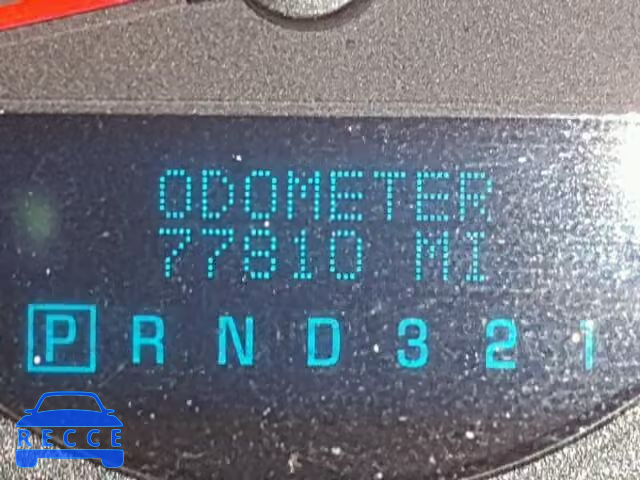 ODOMETER
77810 MI
P R N D 3 2 1
RECCE